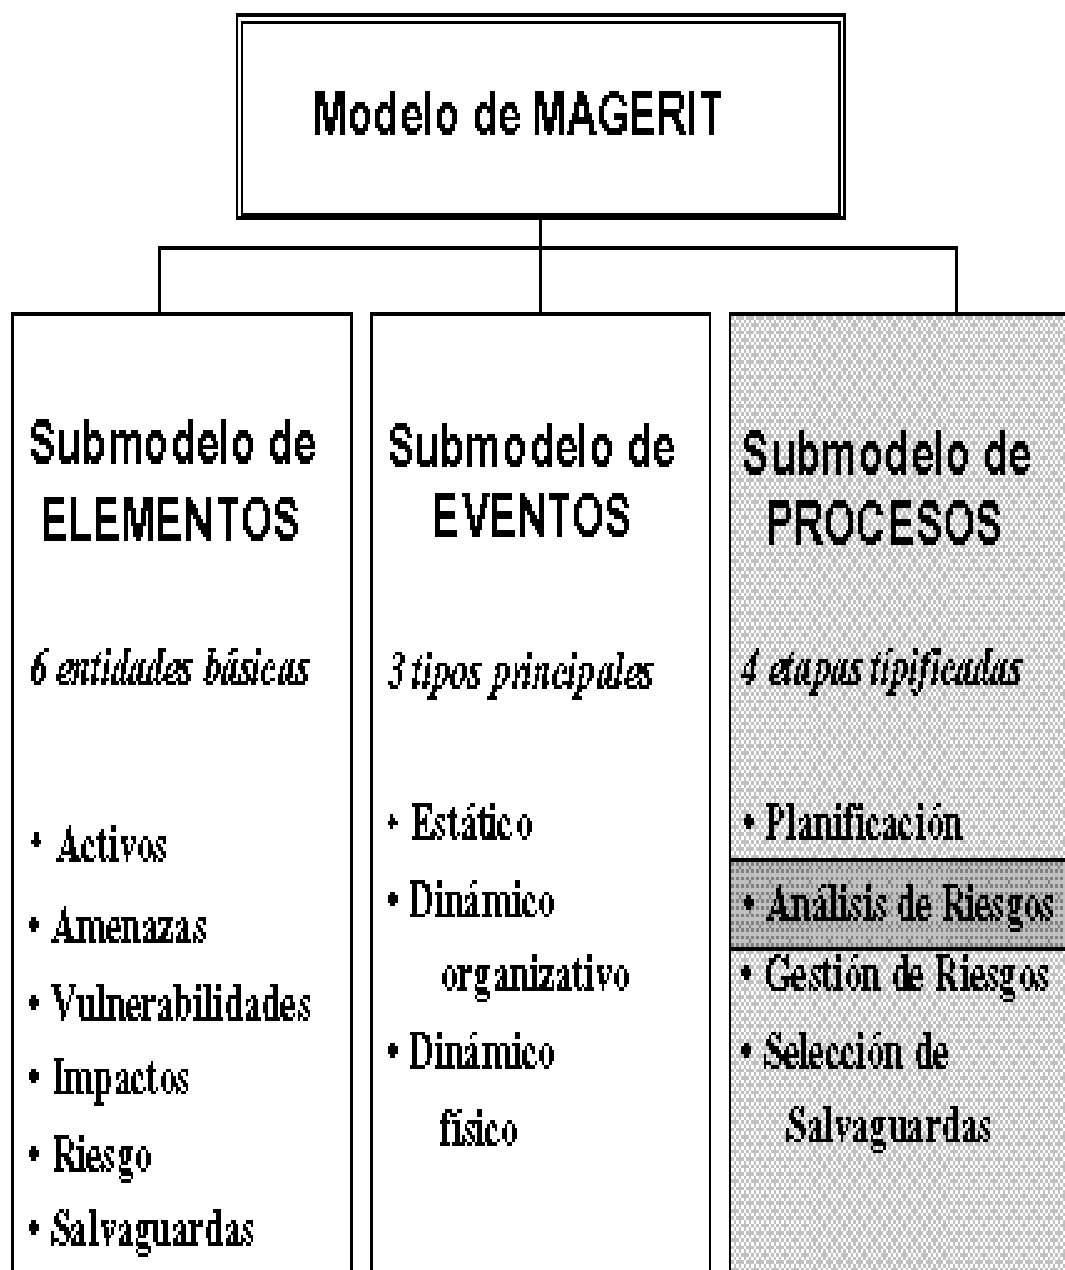 Modelo de MAGERIT
Submodelo de
ELEMENTOS
6 entidades básicas
• Activos
• Amenazas
• Vulnerabilidades
• Impactos
• Riesgo
• Salvaguardas
Submodelo de
EVENTOS
3 tipos principales
• Estático
• Dinámico
organizativo
• Dinámico
físico
Submodelo de
PROCESOS
4 etapas tipificadas
• Planificación
• Análisis de Riesgos
• Gestión de Riesgos
• Selección de
Salvaguardas